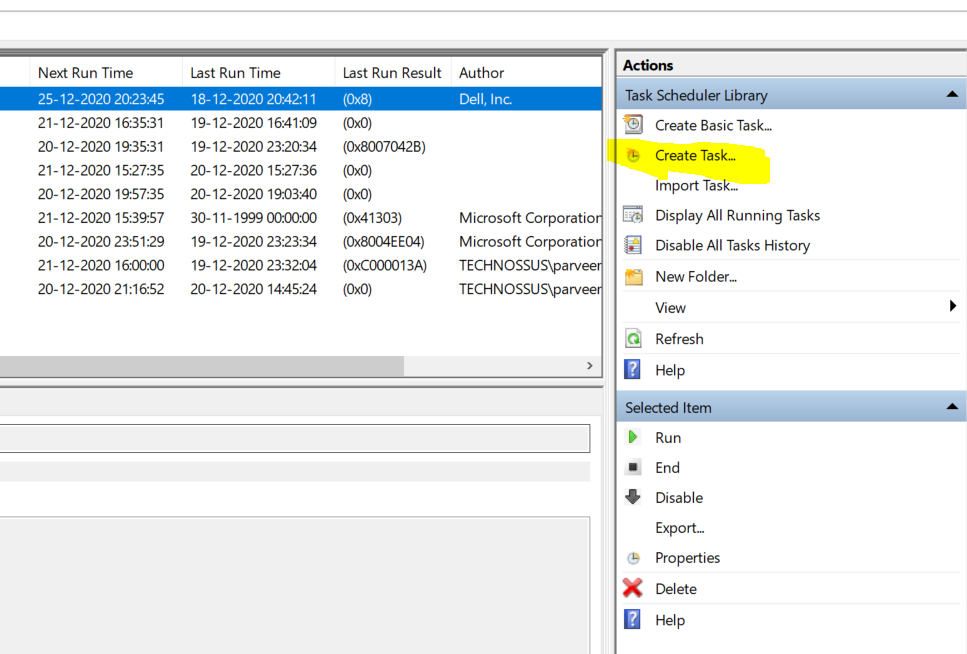 Next Run Time Last Run Time Last Run Result Author
25-12-2020 20:23:45 18-12-2020 20:42:11 (0x8) Dell, Inc.
21-12-2020 16:35:31 19-12-2020 16:41:09 (0x0)
20-12-2020 19:35:31 19-12-2020 23:20:34 (0x8007042B)
21-12-2020 15:27:35 20-12-2020 15:27:36 (0x0)
20-12-2020 19:57:35 20-12-2020 19:03:40 (0x0)
21-12-2020 15:39:57 30-11-1999 00:00:00 (0x41303) Microsoft Corporation
20-12-2020 23:51:29 19-12-2020 23:23:34 (0x8004EE04) Microsoft Corporation
21-12-2020 16:00:00 19-12-2020 23:32:04 (0xC000013A) TECHNOSSUS\parveer
20-12-2020 21:16:52 20-12-2020 14:45:24 (0x0) TECHNOSSUS\parveer
Actions
Task Scheduler Library
Create Basic Task...
Create Task...
Import Task...
Display All Running Tasks
Disable All Tasks History
New Folder...
View
Refresh
Help
Selected Item
Run
End
Disable
Export...
Properties
Delete
Help